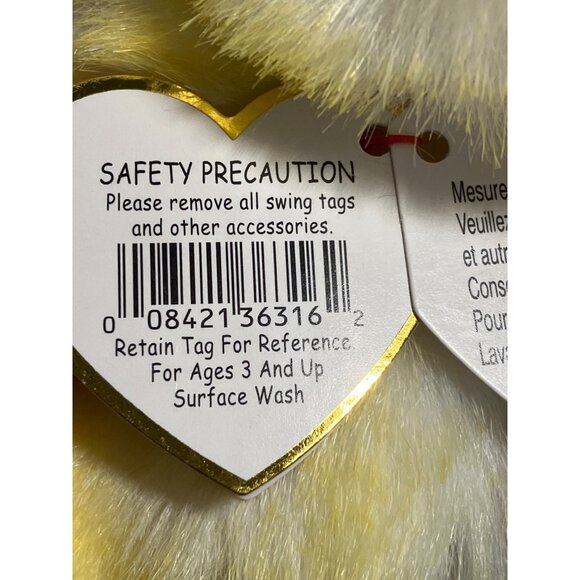 SAFETY PRECAUTION
Please remove all swing tags
and other accessories.
0 08421 36316 2
Retain Tag For Reference
For Ages 3 And Up
Surface Wash
Mesure
Veuillez
et autr
Conse
Pour
Lava